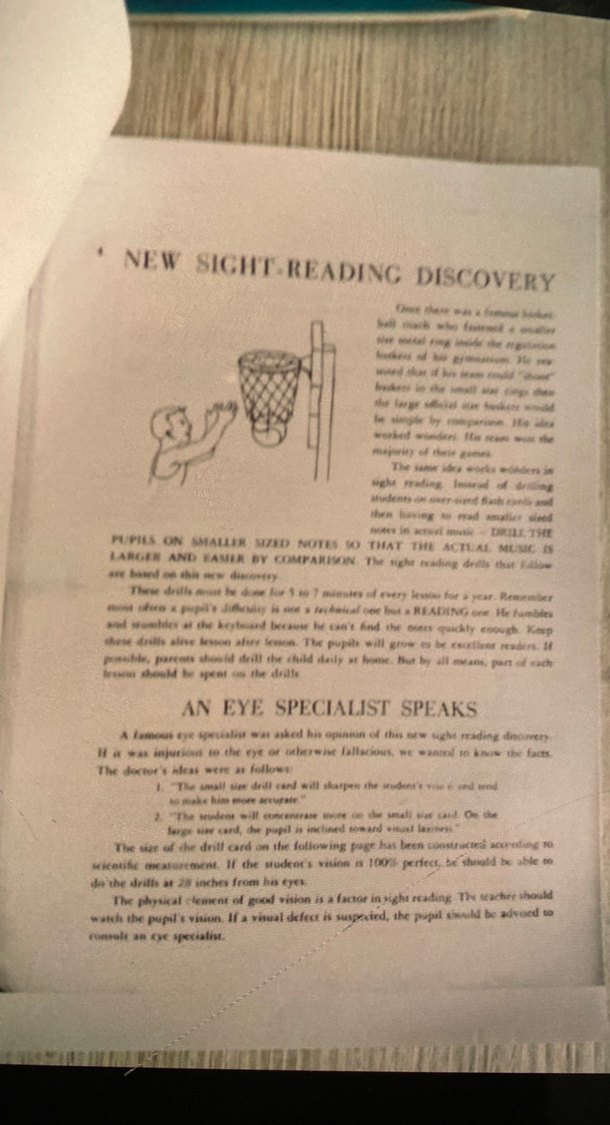 4 NEW SIGHT-READING DISCOVERY
Once there was a famous basket-
ball coach who fastened a smaller
size metal ring inside the regulation
baskets of his gymnasium. He rea-
soned that if his team could "shoot"
baskets in the small size rings then
the large official size baskets would
be simple by comparison. His idea
worked wonders. His team won the
majority of their games.
The same idea works wonders in
sight reading. Instead of drilling
students on over-sized flash cards and
then having to read smaller sized
notes in actual music — DRILL THE
PUPILS ON SMALLER SIZED NOTES SO THAT THE ACTUAL MUSIC IS
LARGER AND EASIER BY COMPARISON. The sight reading drills that follow
are based on this new discovery.
These drills must be done for 5 to 7 minutes of every lesson for a year. Remember
most often a pupil's difficulty is not a technical one but a READING one. He fumbles
and stumbles at the keyboard because he can't find the notes quickly enough. Keep
these drills alive lesson after lesson. The pupils will grow to be excellent readers. If
possible, parents should drill the child daily at home. But by all means, part of each
lesson should be spent on the drills.
AN EYE SPECIALIST SPEAKS
A famous eye specialist was asked his opinion of this new sight reading discovery.
If it was injurious to the eye or otherwise fallacious, we wanted to know the facts.
The doctor's ideas were as follows:
1. "The small size drill card will sharpen the student's vision and tend
to make him more accurate."
2. "The student will concentrate more on the small size card. On the
large size card, the pupil is inclined toward visual laziness."
The size of the drill card on the following page has been constructed according to
scientific measurement. If the student's vision is 100% perfect, he should be able to
do the drills at 28 inches from his eyes.
The physical element of good vision is a factor in sight reading. The teacher should
watch the pupil's vision. If a visual defect is suspected, the pupil should be advised to
consult an eye specialist.